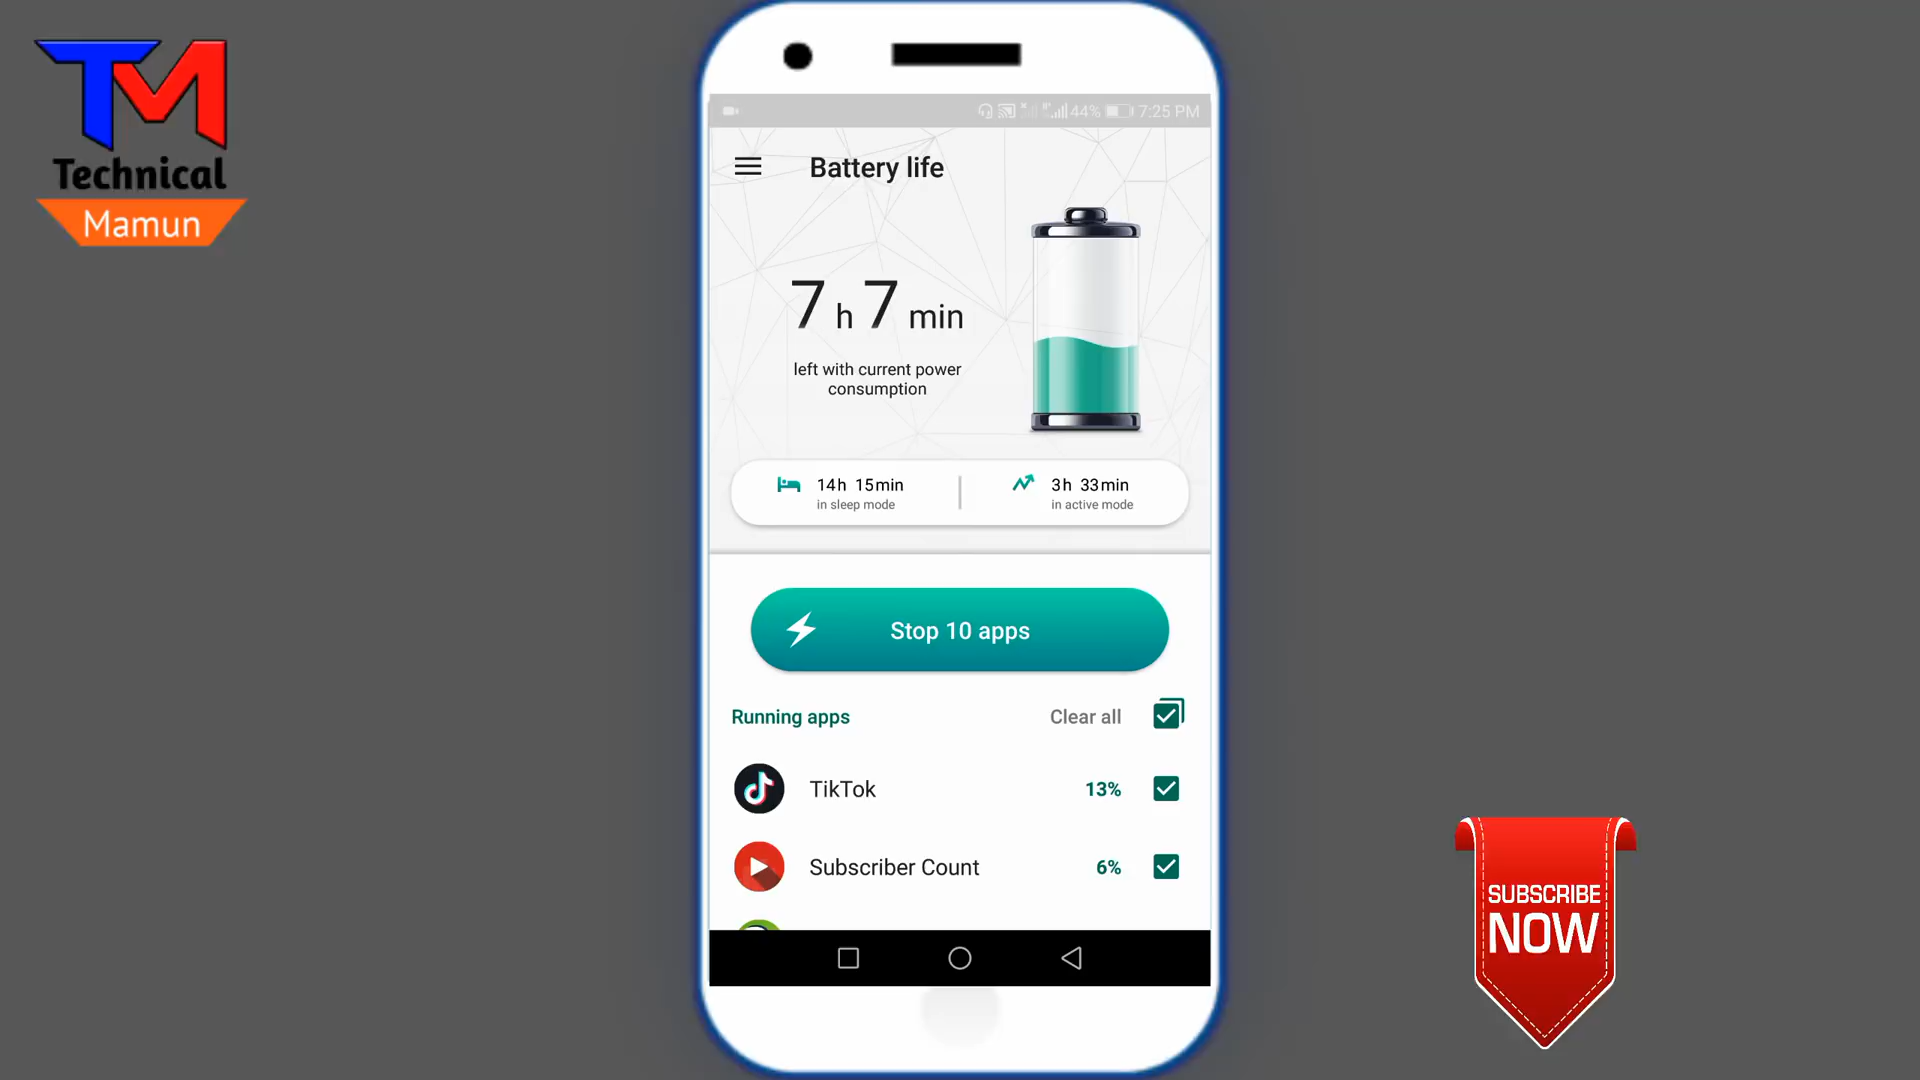 TM
Technical
Mamun
44% 7:25 PM
Battery life
7 h 7 min
left with current power
consumption
14h 15min
in sleep mode
3h 33min
in active mode
Stop 10 apps
Running apps
Clear all
TikTok
13%
Subscriber Count
6%
SUBSCRIBE
NOW